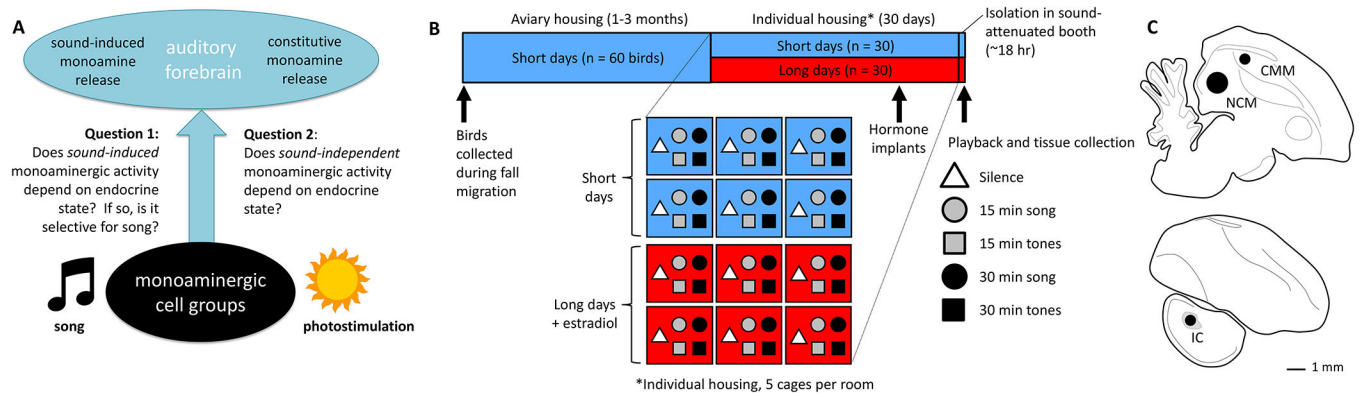 A
sound-induced
monoamine
release
auditory
forebrain
constitutive
monoamine
release
Question 1:
Does sound-induced
monoaminergic activity
depend on endocrine
state? If so, is it
selective for song?
Question 2:
Does sound-independent
monoaminergic activity
depend on endocrine
state?
monoaminergic
cell groups
song
photostimulation
B
Aviary housing (1-3 months)
Individual housing* (30 days)
Isolation in sound-
attenuated booth
(~18 hr)
Short days (n = 60 birds)
Short days (n = 30)
Long days (n = 30)
Birds
collected
during fall
migration
Hormone
implants
Playback and tissue collection
Short
days
Long days
+ estradiol
Silence
15 min song
15 min tones
30 min song
30 min tones
*Individual housing, 5 cages per room
C
CMM
NCM
IC
1 mm